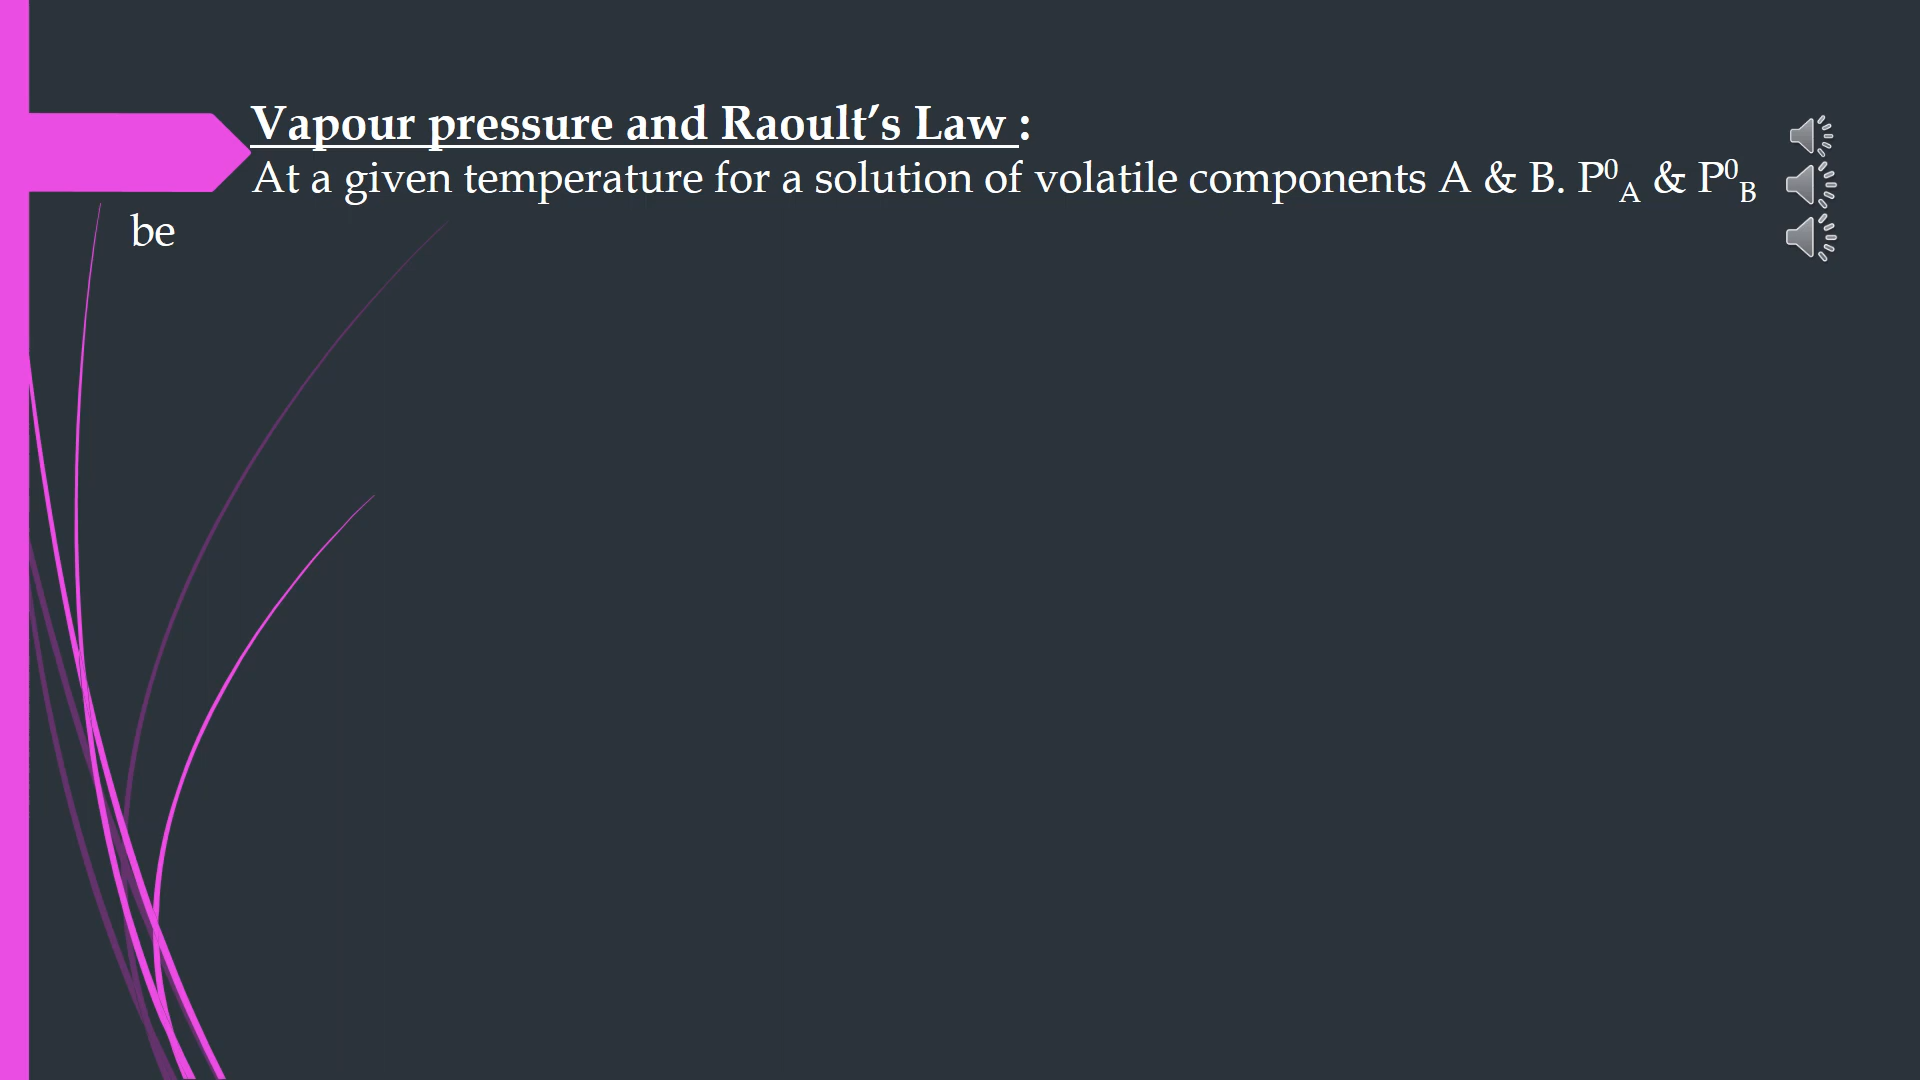 Vapour pressure and Raoult’s Law :
At a given temperature for a solution of volatile components A & B. P⁰A & P⁰B
be